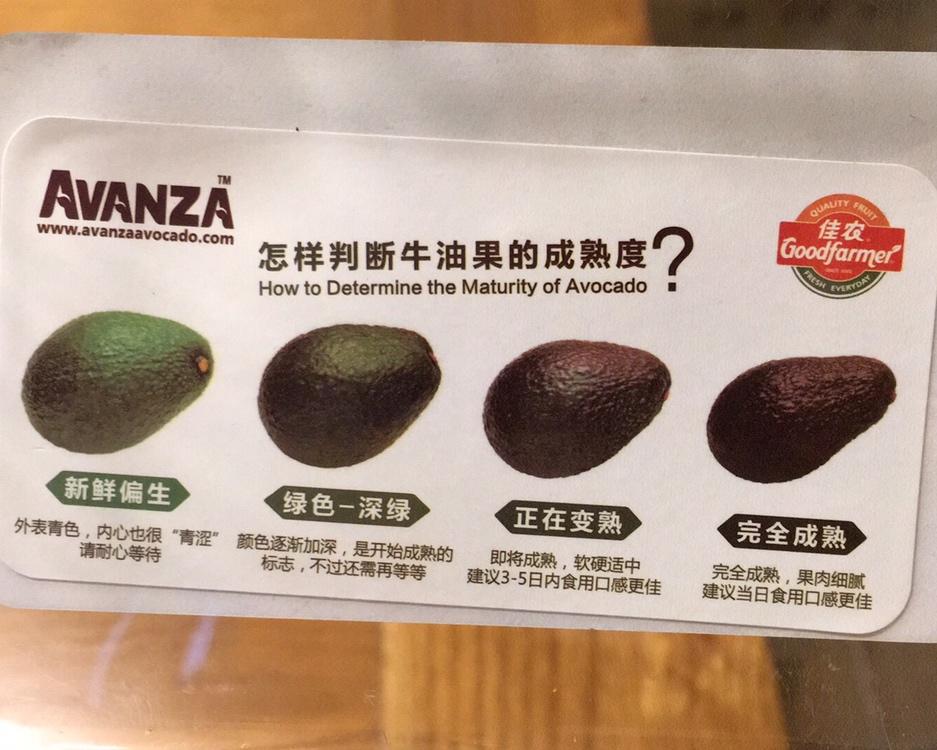 AVANZA™
www.avanzaavocado.com
怎样判断牛油果的成熟度?
How to Determine the Maturity of Avocado
QUALITY FRUIT
佳农
Goodfarmer
FRESH EVERYDAY
新鲜偏生
外表青色，内心也很“青涩”
请耐心等待
绿色-深绿
颜色逐渐加深，是开始成熟的
标志，不过还需再等等
正在变熟
即将成熟，软硬适中
建议3-5日内食用口感更佳
完全成熟
完全成熟，果肉细腻
建议当日食用口感更佳